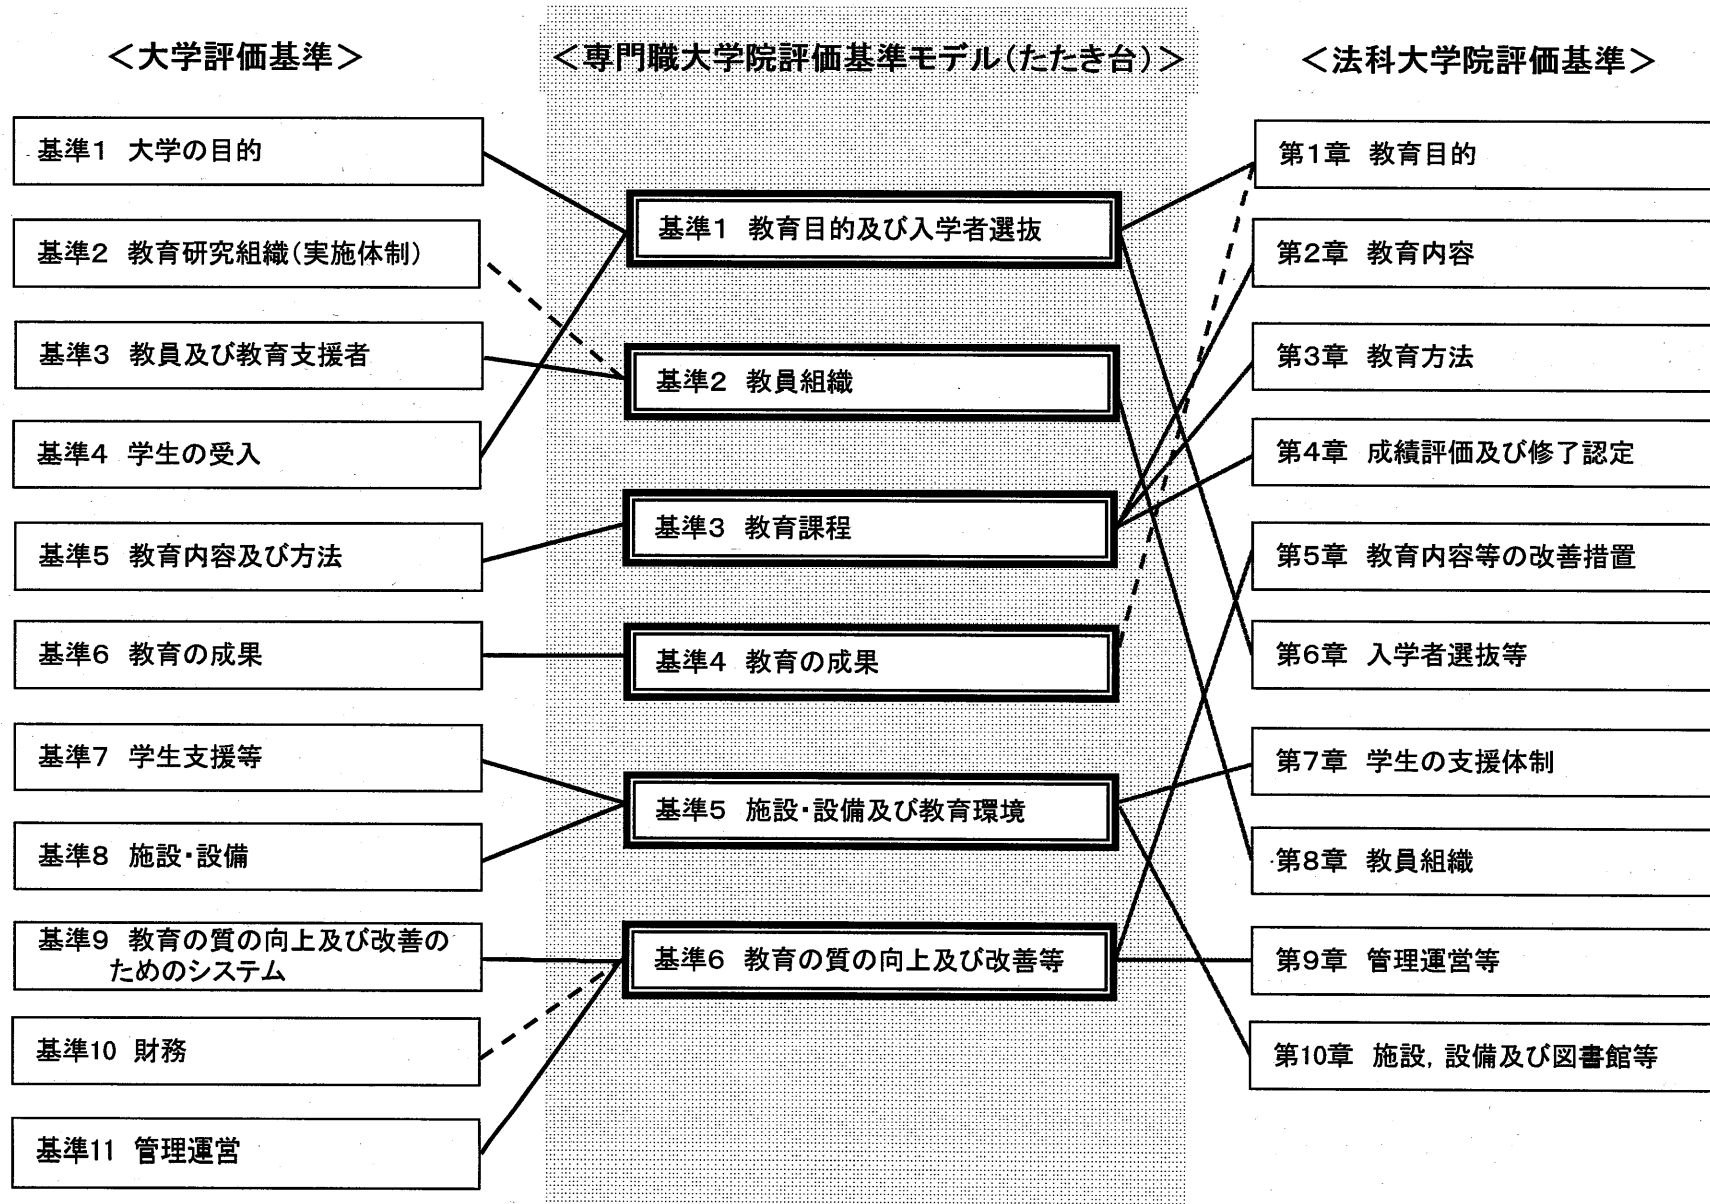 ＜大学評価基準＞
基準1 大学の目的
基準2 教育研究組織(実施体制)
基準3 教員及び教育支援者
基準4 学生の受入
基準5 教育内容及び方法
基準6 教育の成果
基準7 学生支援等
基準8 施設・設備
基準9 教育の質の向上及び改善の
ためのシステム
基準10 財務
基準11 管理運営
＜専門職大学院評価基準モデル(たたき台)＞
基準1 教育目的及び入学者選抜
基準2 教員組織
基準3 教育課程
基準4 教育の成果
基準5 施設・設備及び教育環境
基準6 教育の質の向上及び改善等
＜法科大学院評価基準＞
第1章 教育目的
第2章 教育内容
第3章 教育方法
第4章 成績評価及び修了認定
第5章 教育内容等の改善措置
第6章 入学者選抜等
第7章 学生の支援体制
第8章 教員組織
第9章 管理運営等
第10章 施設, 設備及び図書館等